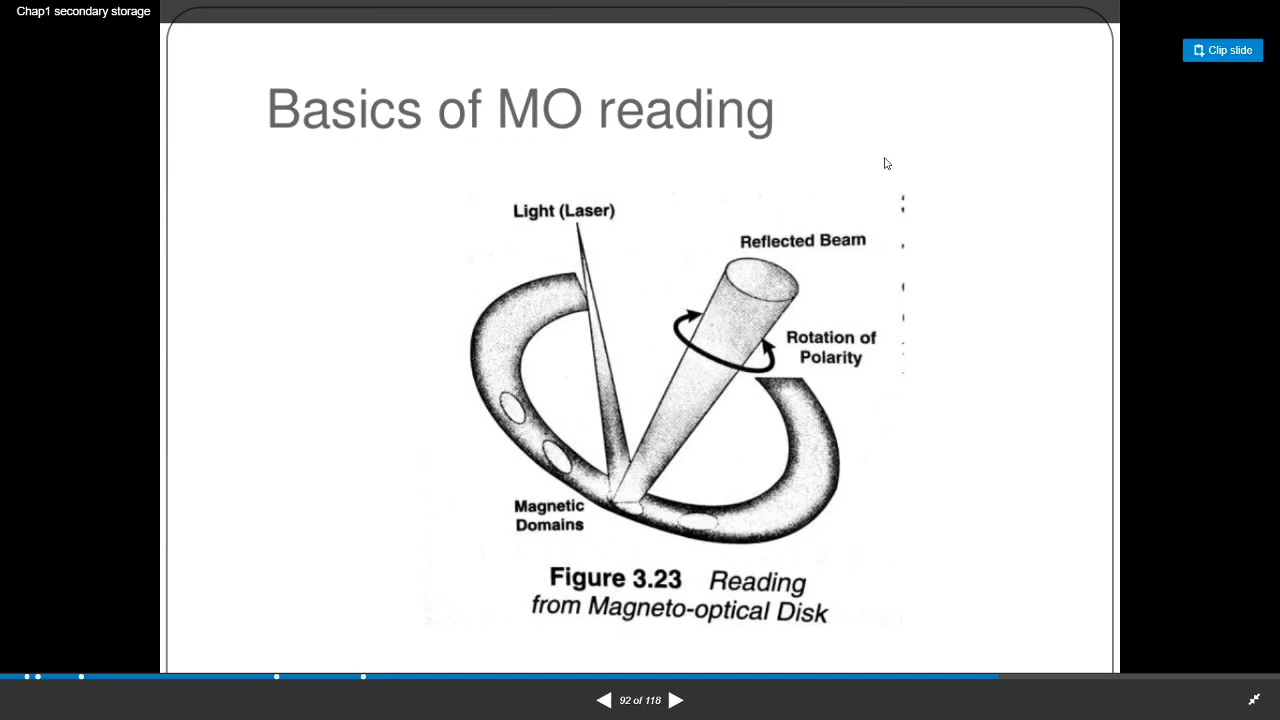 Chap1 secondary storage
Clip slide
Basics of MO reading
Light (Laser)
Reflected Beam
Rotation of
Polarity
Magnetic
Domains
Figure 3.23 Reading
from Magneto-optical Disk
92 of 118